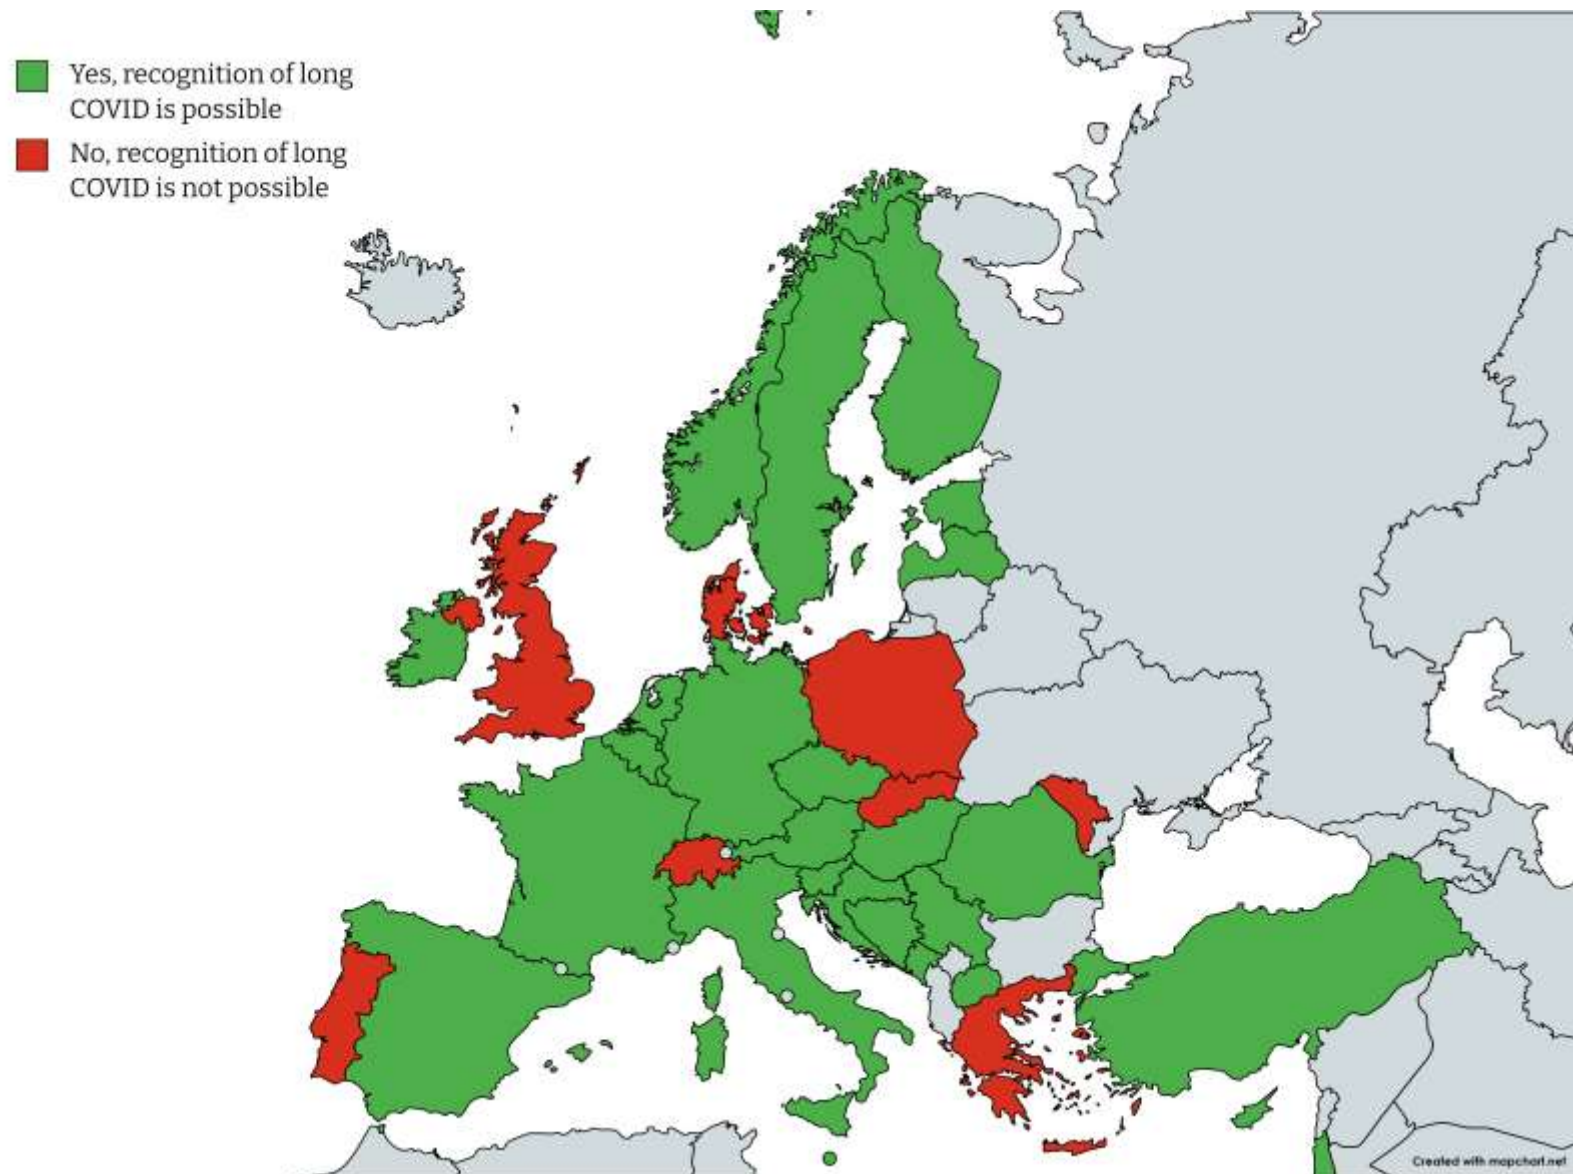 Yes, recognition of long
COVID is possible
No, recognition of long
COVID is not possible
Created with mapchart.net